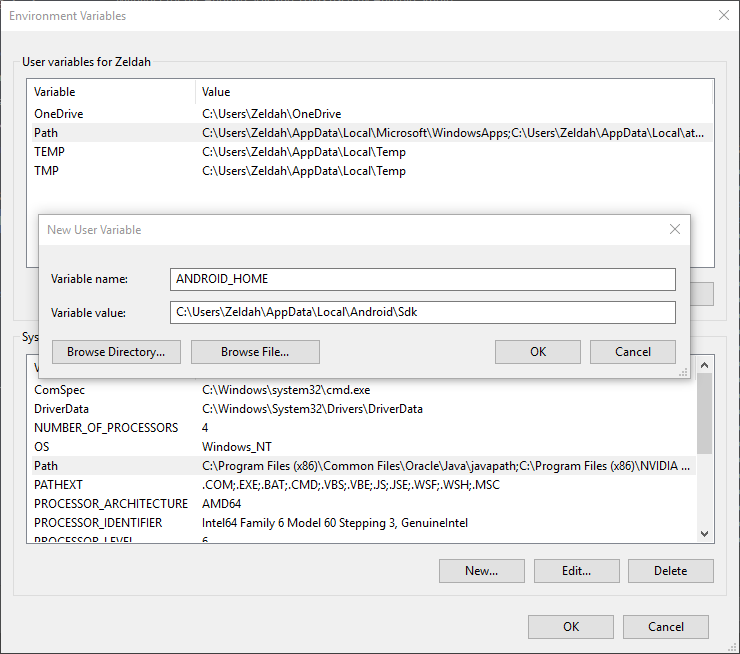 Environment Variables
User variables for Zeldah
Variable Value
OneDrive C:\Users\Zeldah\OneDrive
Path C:\Users\Zeldah\AppData\Local\Microsoft\WindowsApps;C:\Users\Zeldah\AppData\Local\at...
TEMP C:\Users\Zeldah\AppData\Local\Temp
TMP C:\Users\Zeldah\AppData\Local\Temp
New User Variable
Variable name: ANDROID_HOME
Variable value: C:\Users\Zeldah\AppData\Local\Android\Sdk
Browse Directory... Browse File... OK Cancel
ComSpec C:\Windows\system32\cmd.exe
DriverData C:\Windows\System32\Drivers\DriverData
NUMBER_OF_PROCESSORS 4
OS Windows_NT
Path C:\Program Files (x86)\Common Files\Oracle\Java\javapath;C:\Program Files (x86)\NVIDIA ...
PATHEXT .COM;.EXE;.BAT;.CMD;.VBS;.VBE;.JS;.JSE;.WSF;.WSH;.MSC
PROCESSOR_ARCHITECTURE AMD64
PROCESSOR_IDENTIFIER Intel64 Family 6 Model 60 Stepping 3, GenuineIntel
PROCESSOR_LEVEL 6
New... Edit... Delete
OK Cancel